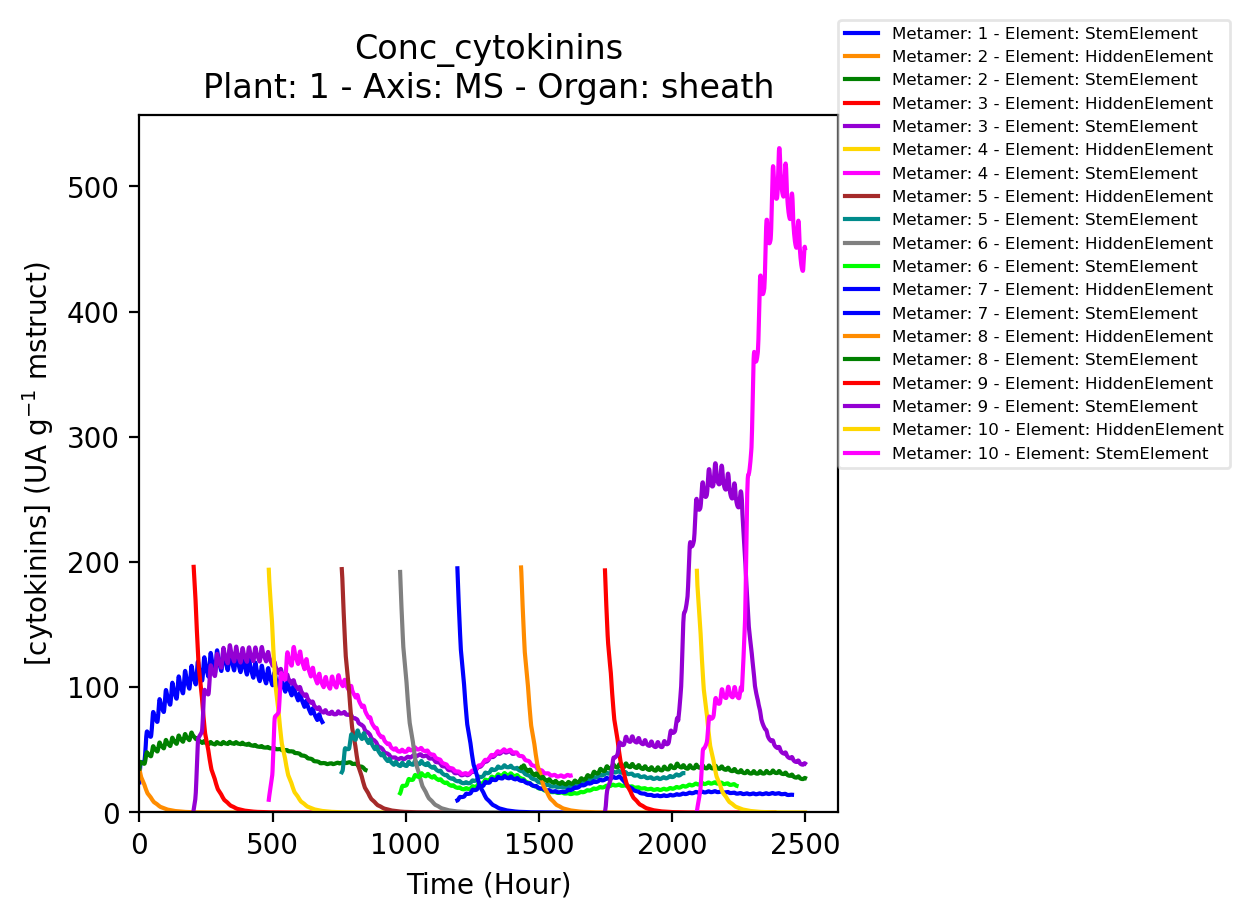 Conc_cytokinins
Plant: 1 - Axis: MS - Organ: sheath
[cytokinins] (UA g⁻¹ mstruct)
500
400
300
200
100
0
0 500 1000 1500 2000 2500
Time (Hour)
Metamer: 1 - Element: StemElement
Metamer: 2 - Element: HiddenElement
Metamer: 2 - Element: StemElement
Metamer: 3 - Element: HiddenElement
Metamer: 3 - Element: StemElement
Metamer: 4 - Element: HiddenElement
Metamer: 4 - Element: StemElement
Metamer: 5 - Element: HiddenElement
Metamer: 5 - Element: StemElement
Metamer: 6 - Element: HiddenElement
Metamer: 6 - Element: StemElement
Metamer: 7 - Element: HiddenElement
Metamer: 7 - Element: StemElement
Metamer: 8 - Element: HiddenElement
Metamer: 8 - Element: StemElement
Metamer: 9 - Element: HiddenElement
Metamer: 9 - Element: StemElement
Metamer: 10 - Element: HiddenElement
Metamer: 10 - Element: StemElement